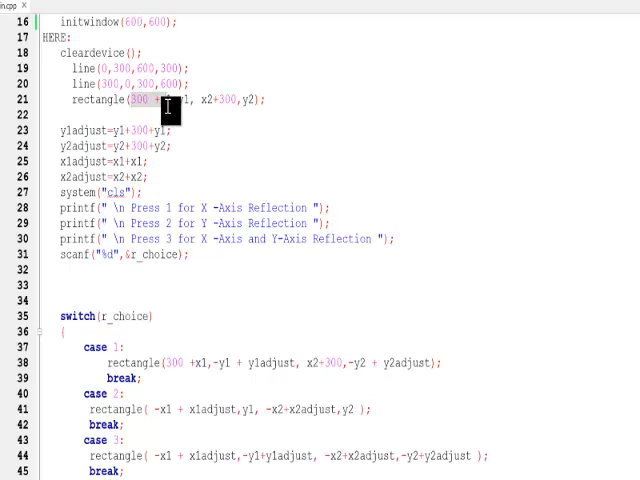 in.cpp X
16 initwindow(600,600);
17 HERE:
18 cleardevice();
19 line(0,300,600,300);
20 line(300,0,300,600);
21 rectangle(300 + y1, x2+300,y2);
22
23 y1adjust=y1+300+y1;
24 y2adjust=y2+300+y2;
25 x1adjust=x1+x1;
26 x2adjust=x2+x2;
27 system("cls");
28 printf(" \n Press 1 for X -Axis Reflection ");
29 printf(" \n Press 2 for Y -Axis Reflection ");
30 printf(" \n Press 3 for X -Axis and Y-Axis Reflection ");
31 scanf("%d",&r_choice);
32
33
34
35 switch(r_choice)
36 {
37 case 1:
38 rectangle(300 +x1,-y1 + y1adjust, x2+300,-y2 + y2adjust);
39 break;
40 case 2:
41 rectangle( -x1 + x1adjust,y1, -x2+x2adjust,y2 );
42 break;
43 case 3:
44 rectangle( -x1 + x1adjust,-y1+y1adjust, -x2+x2adjust,-y2+y2adjust );
45 break;